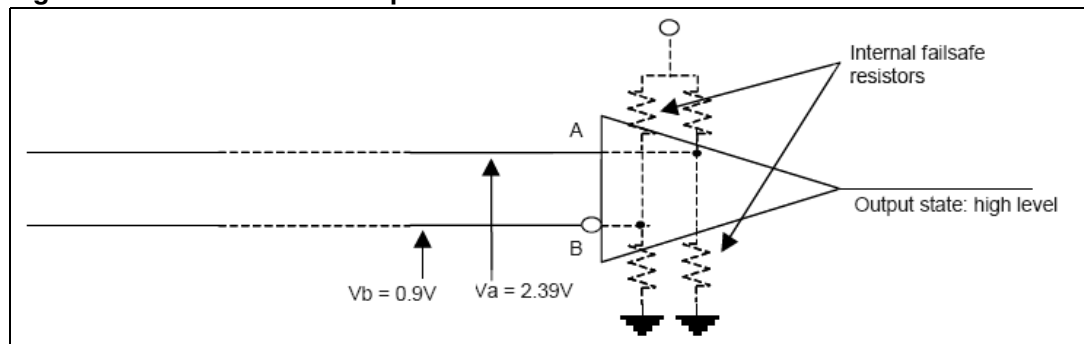 Internal failsafe
resistors
A
Output state: high level
B
Vb = 0.9V
Va = 2.39V